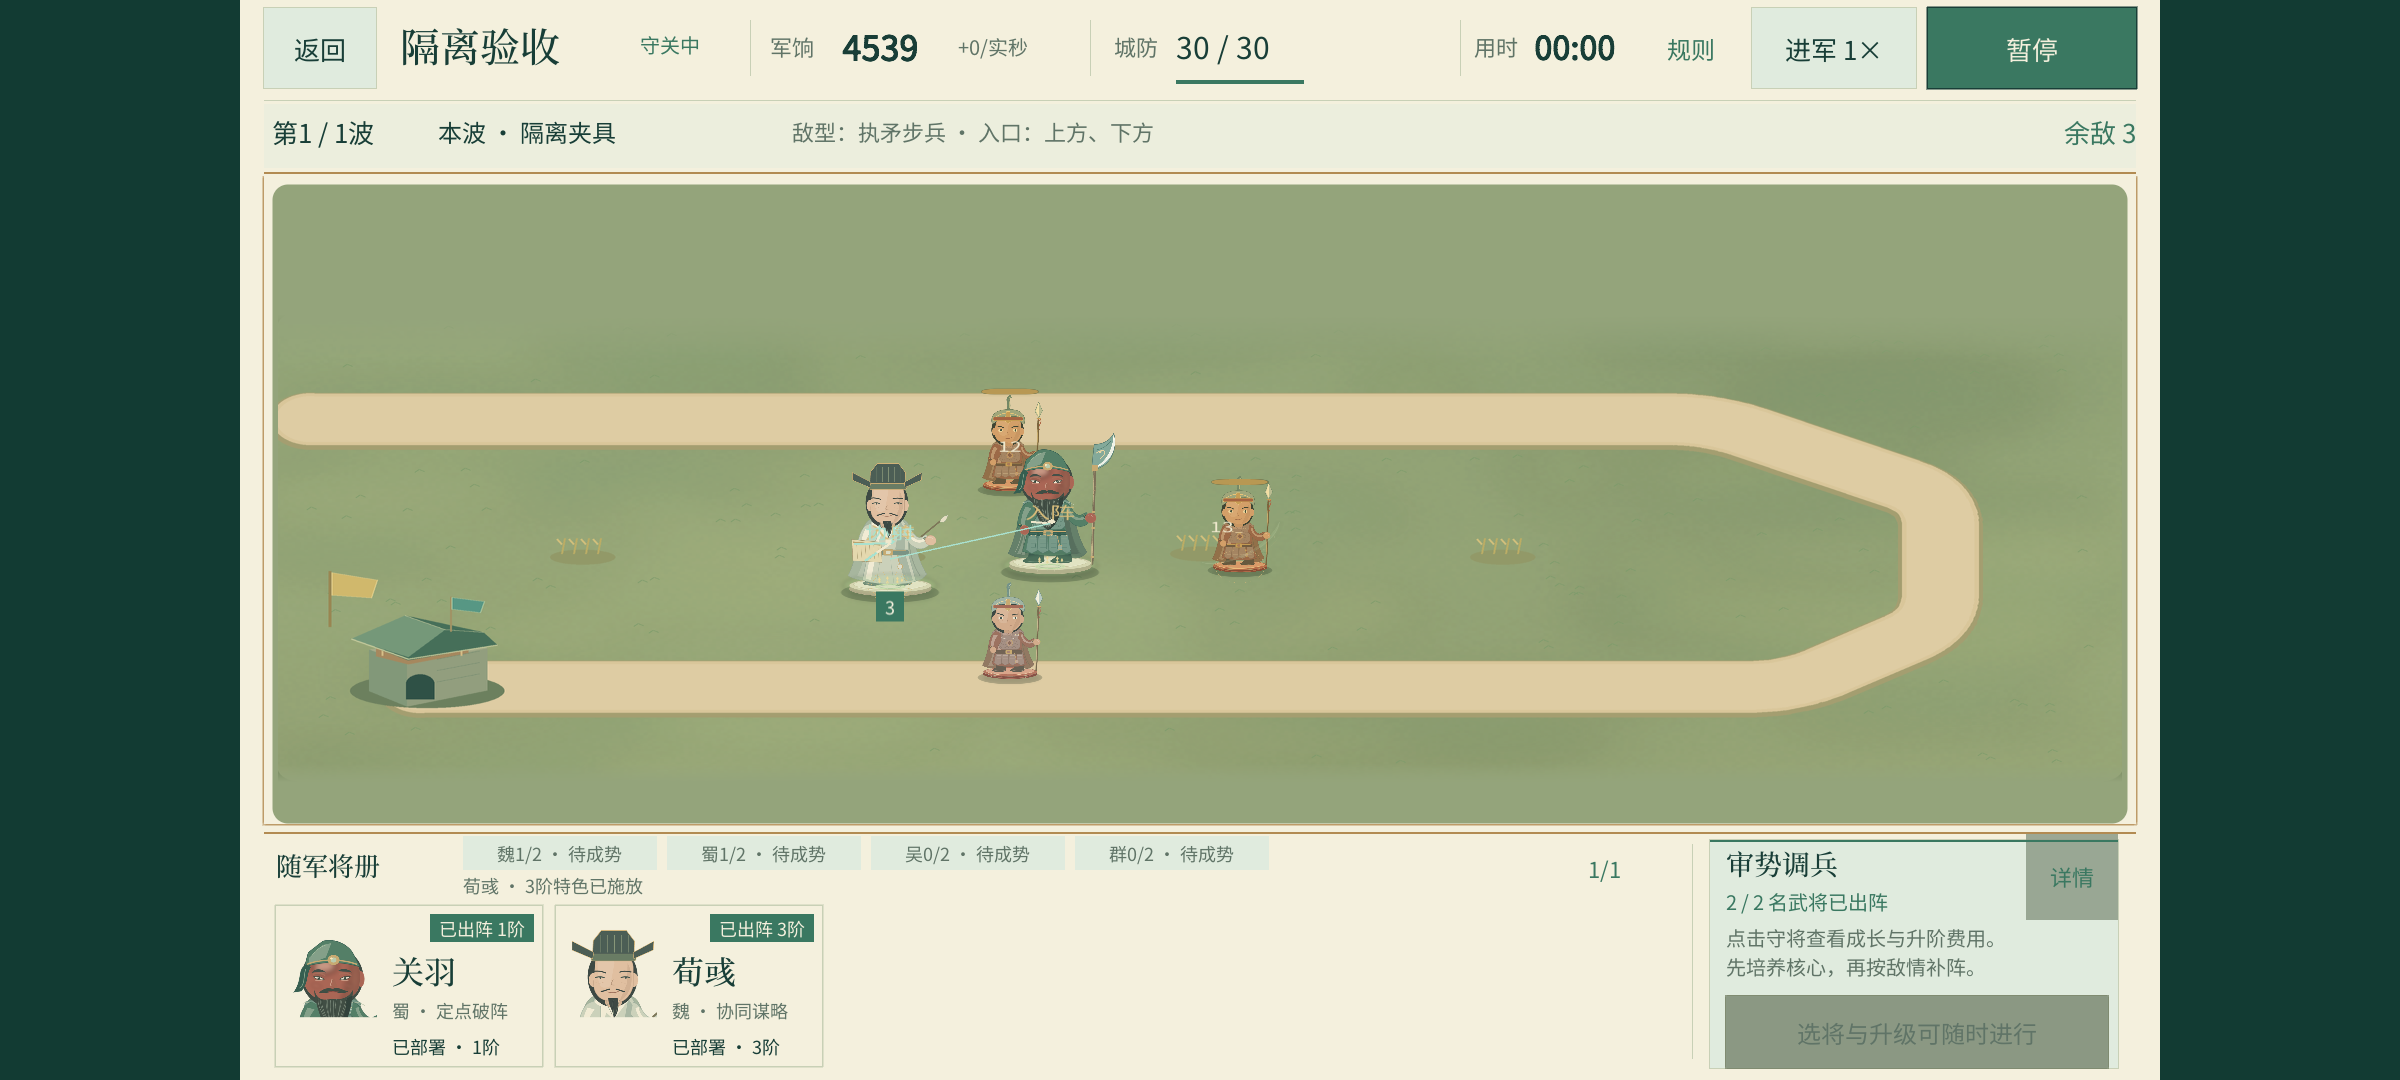 返回
隔离验收
守关中
军饷 4539 +0/实秒
城防 30 / 30
用时 00:00
规则
进军 1×
暂停
第1 / 1波
本波 · 隔离夹具
敌型：执矛步兵 · 入口：上方、下方
余敌 3
12
入阵
13
3
随军将册
魏1/2 · 待成势
蜀1/2 · 待成势
吴0/2 · 待成势
群0/2 · 待成势
荀彧 · 3阶特色已施放
1/1
已出阵 1阶
关羽
蜀 · 定点破阵
已部署 · 1阶
已出阵 3阶
荀彧
魏 · 协同谋略
已部署 · 3阶
审势调兵
详情
2 / 2 名武将已出阵
点击守将查看成长与升阶费用。
先培养核心，再按敌情补阵。
选将与升级可随时进行